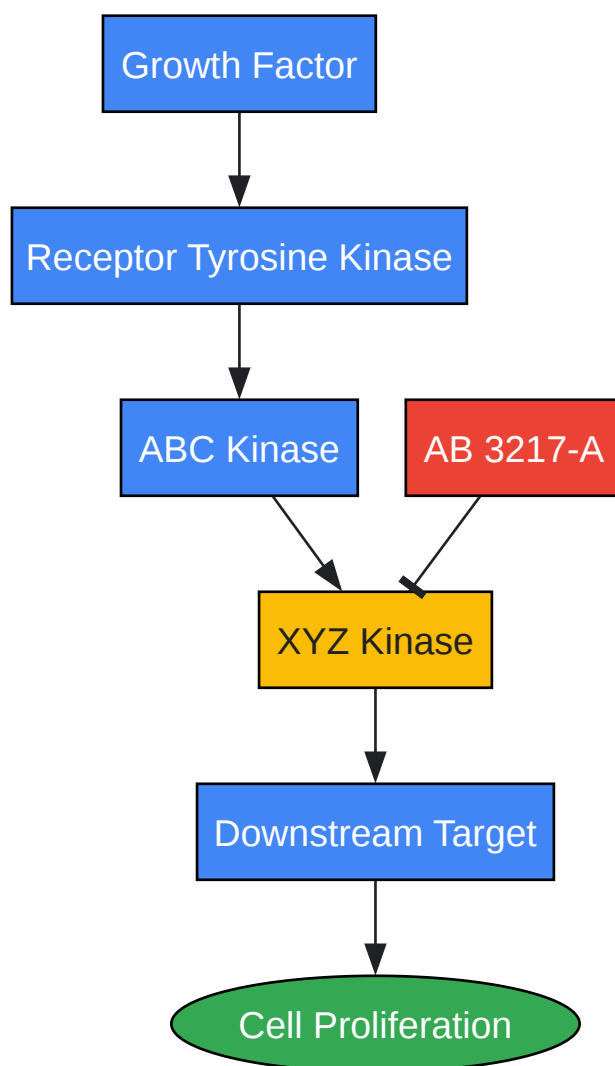 Growth Factor
Receptor Tyrosine Kinase
ABC Kinase
AB 3217-A
XYZ Kinase
Downstream Target
Cell Proliferation